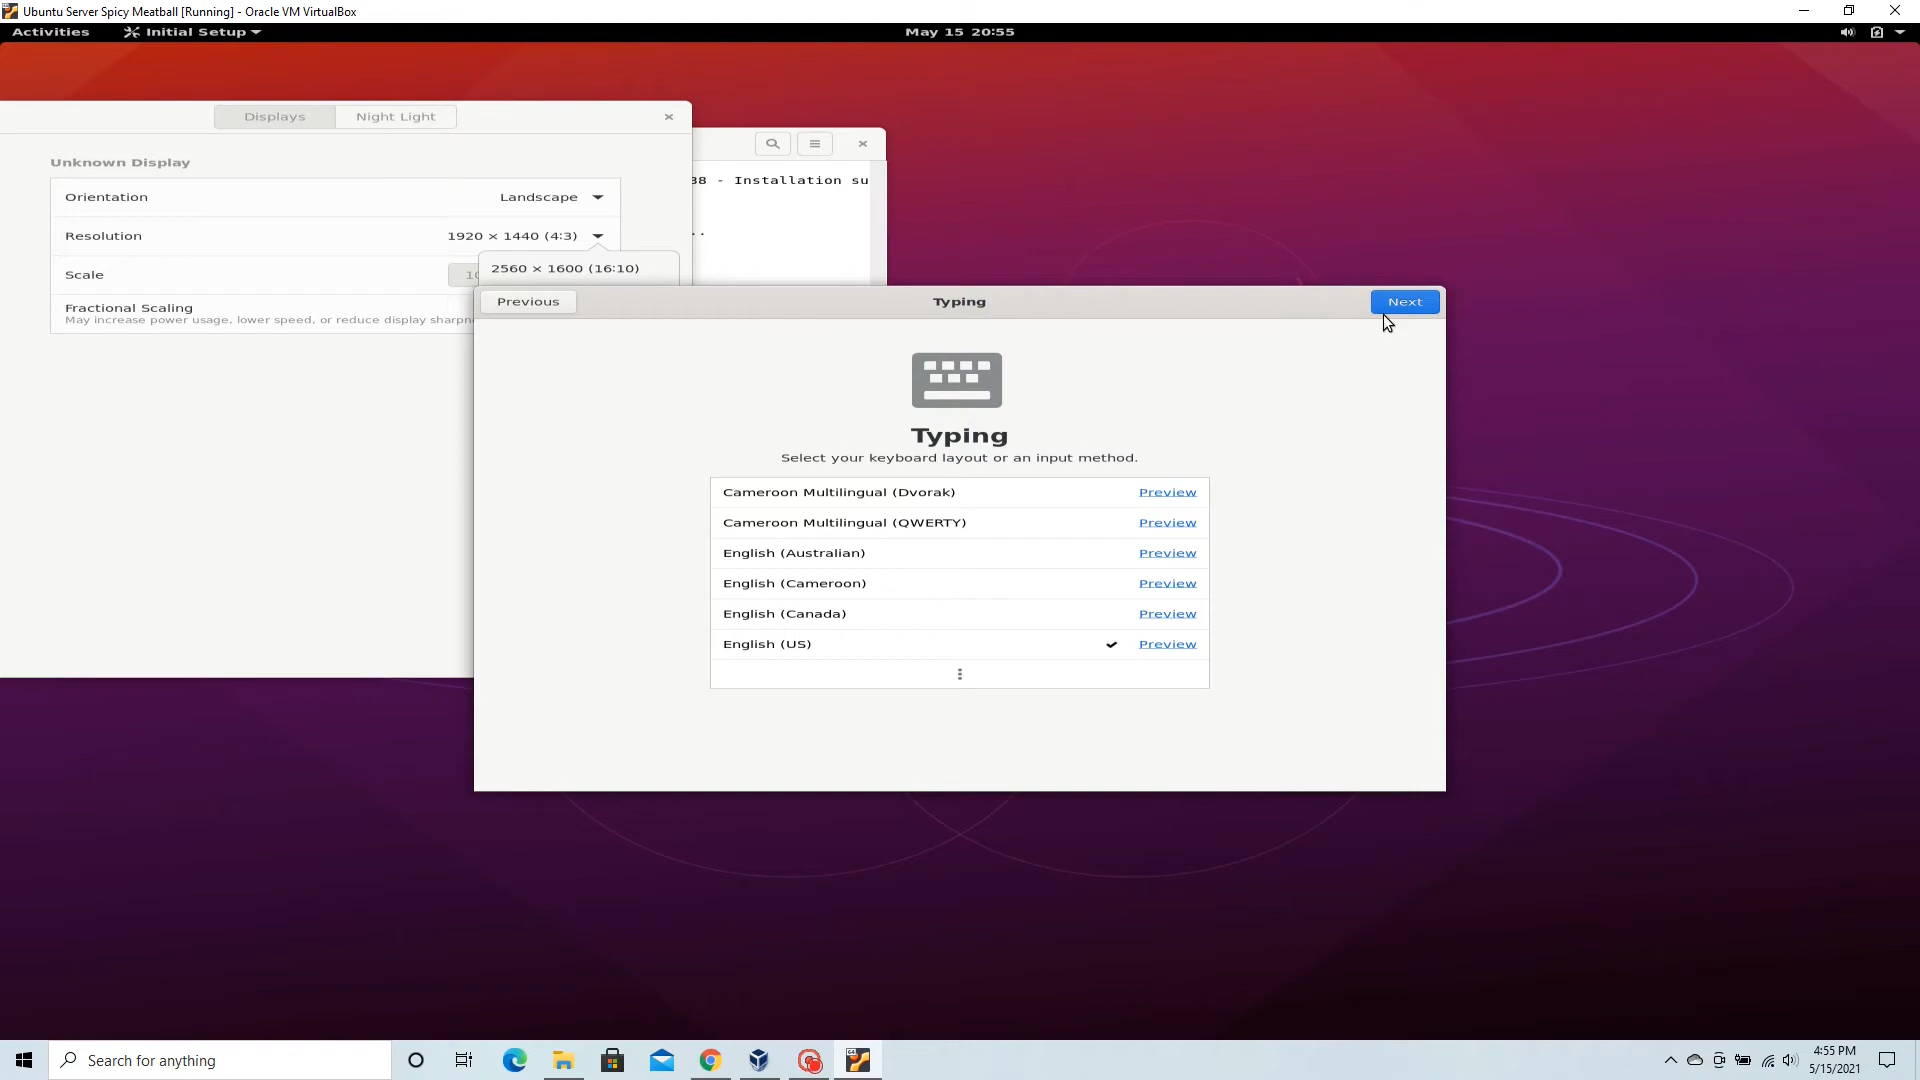 Ubuntu Server Spicy Meatball [Running] - Oracle VM VirtualBox
Activities
Initial Setup
May 15 20:55
Displays
Night Light
Unknown Display
Orientation
Landscape
Resolution
1920 × 1440 (4:3)
2560 × 1600 (16:10)
Scale
Fractional Scaling
May increase power usage, lower speed, or reduce display
38 - Installation su
..
Previous
Typing
Next
Typing
Select your keyboard layout or an input method.
Cameroon Multilingual (Dvorak) Preview
Cameroon Multilingual (QWERTY) Preview
English (Australian) Preview
English (Cameroon) Preview
English (Canada) Preview
English (US) Preview
Search for anything
4:55 PM
5/15/2021